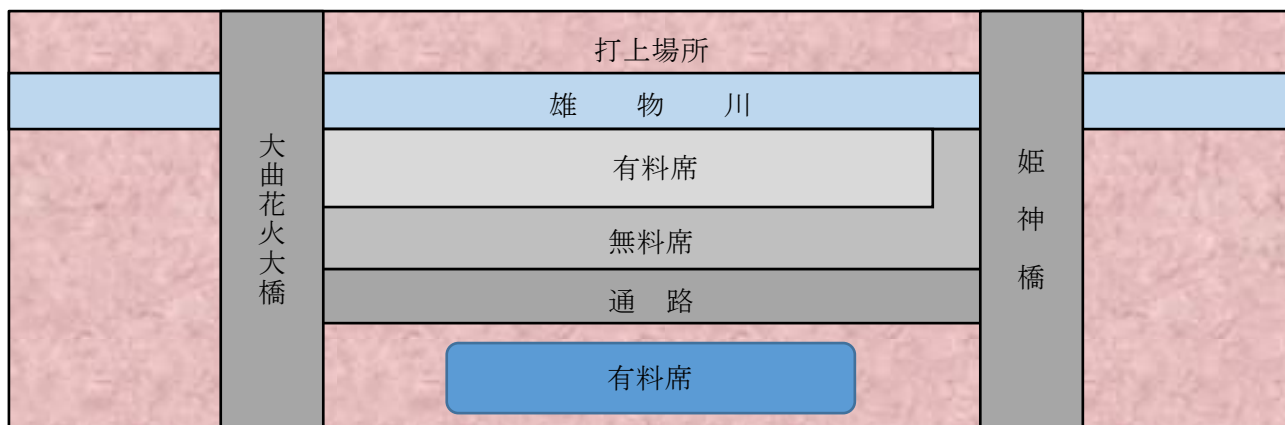 打上場所
雄物川
大曲花火大橋
有料席
姫神橋
無料席
通路
有料席